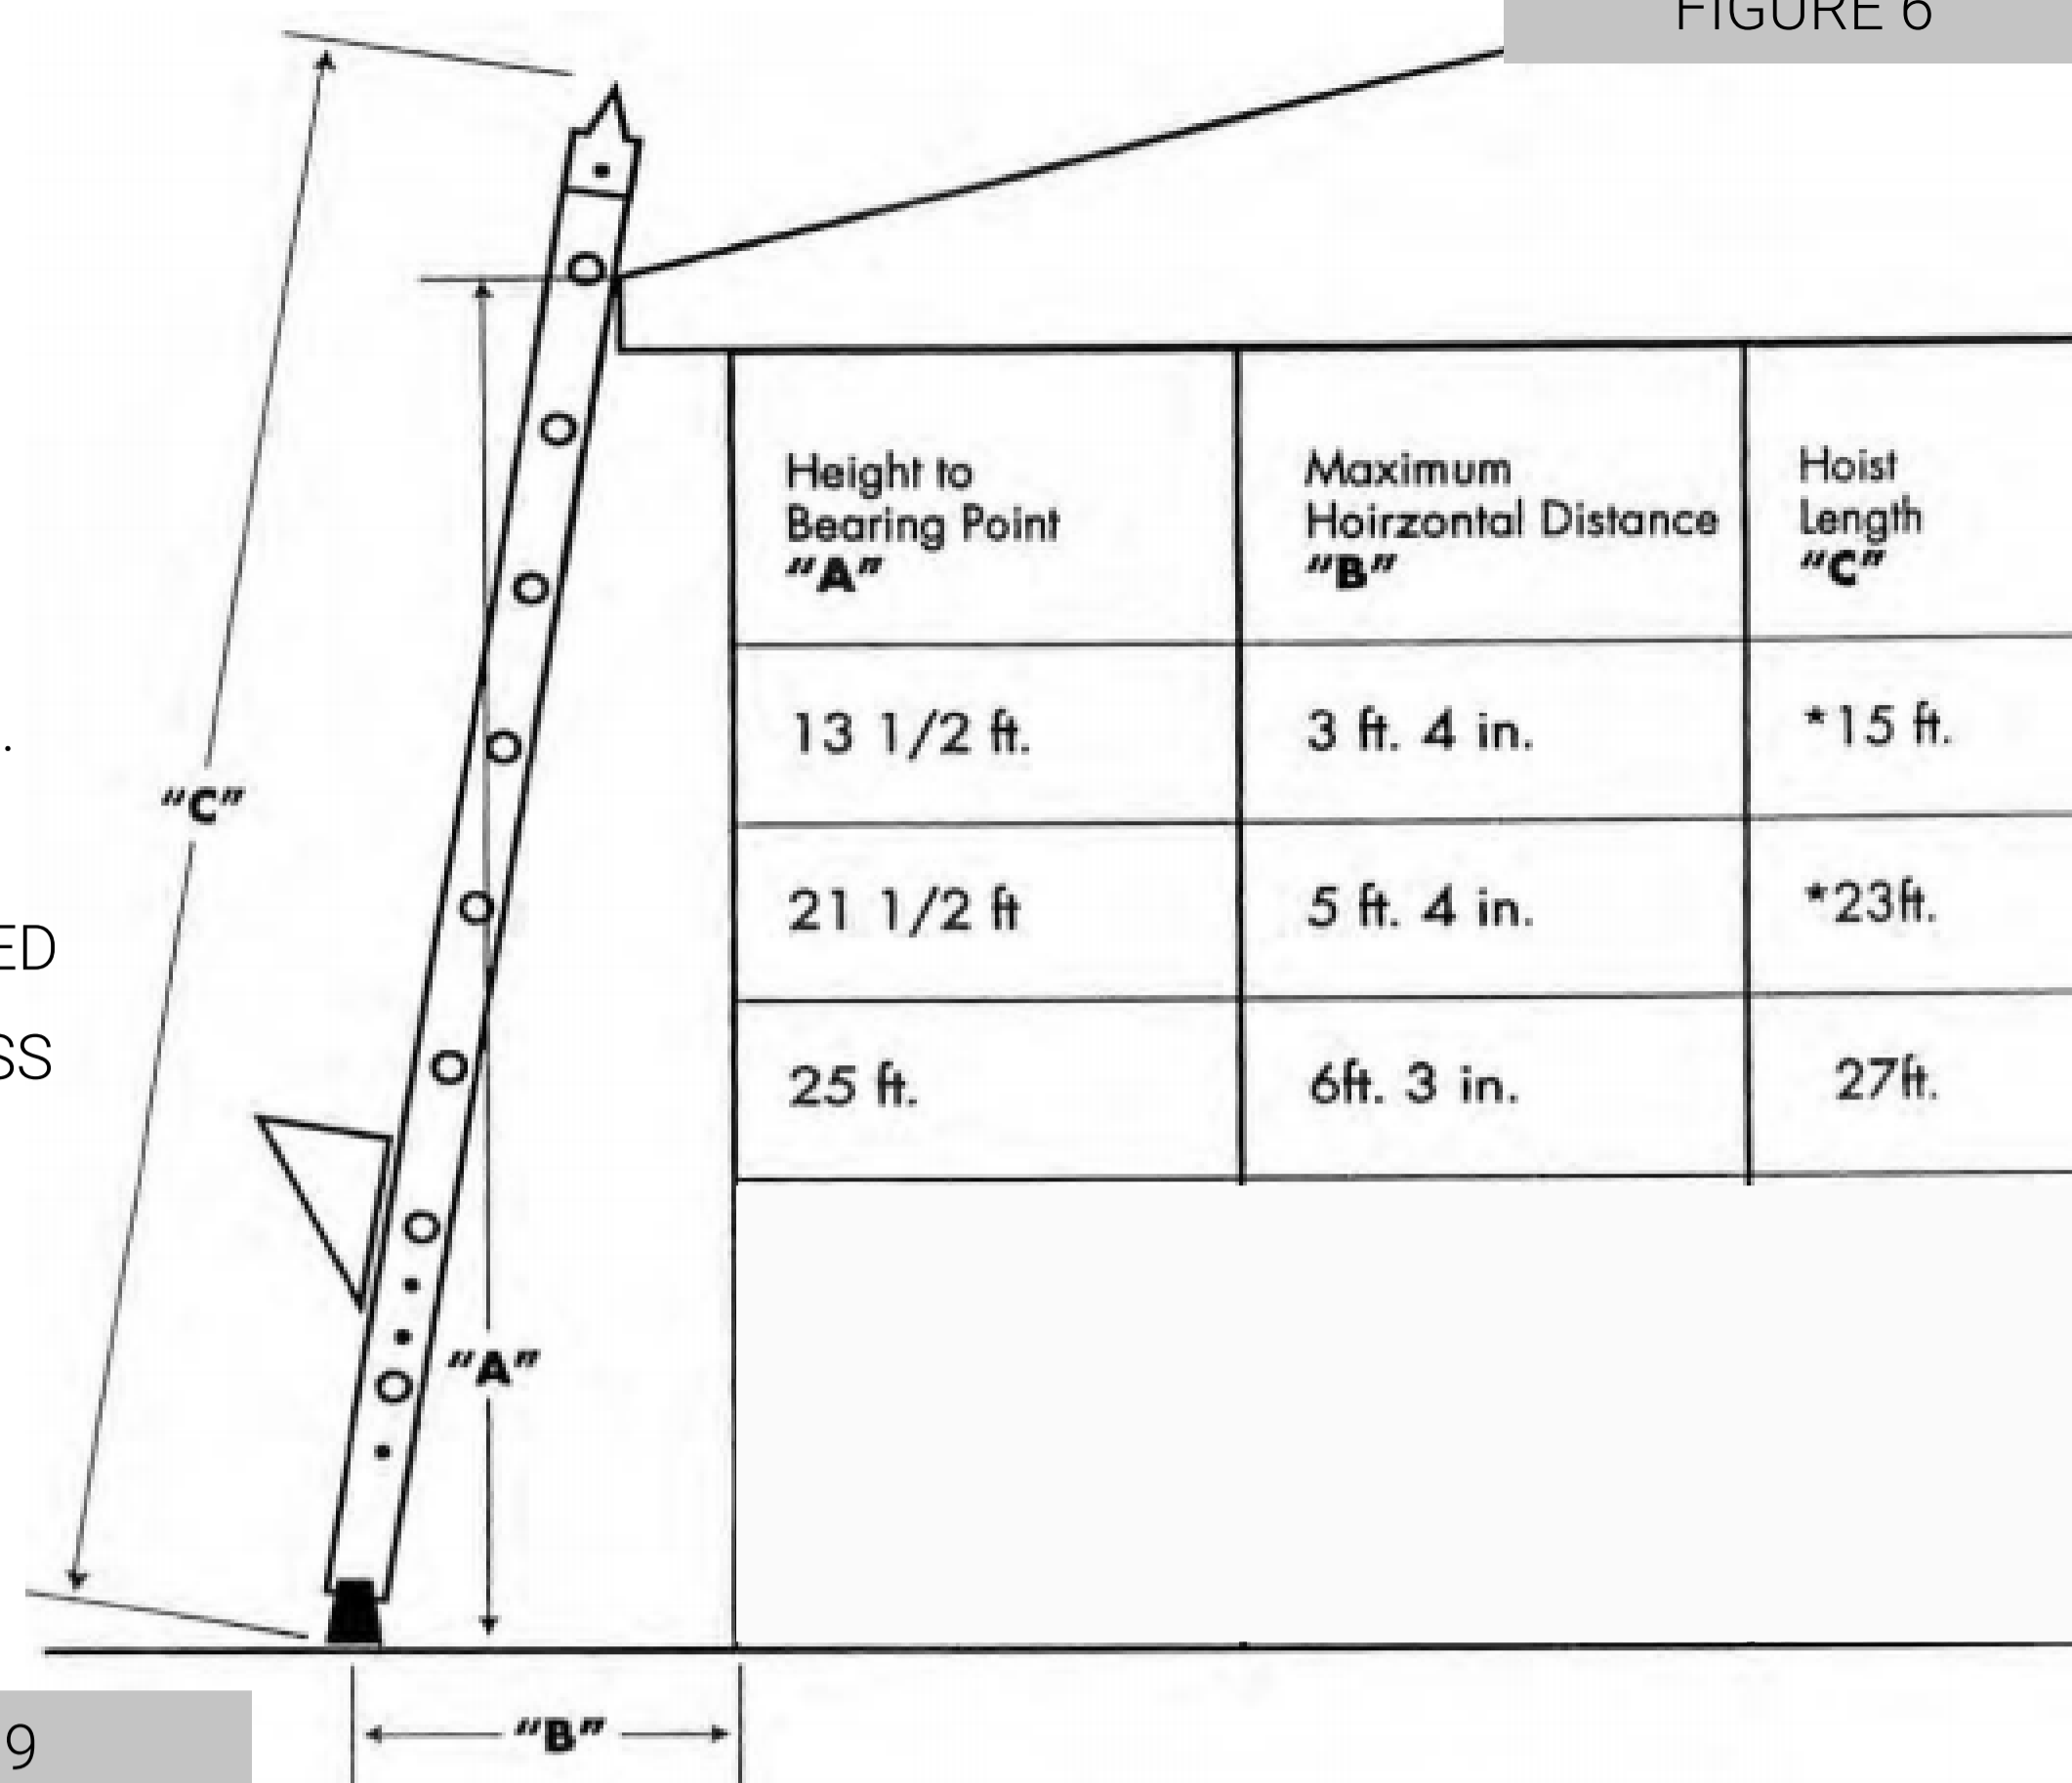 FIGURE 6
Height to
Bearing Point
"A"
Maximum
Hoirzontal Distance
"B"
Hoist
Length
"C"
13 1/2 ft.
3 ft. 4 in.
*15 ft.
21 1/2 ft
5 ft. 4 in.
*23ft.
25 ft.
6ft. 3 in.
27ft.
.
"C"
ED
SS
"A"
"B"
9